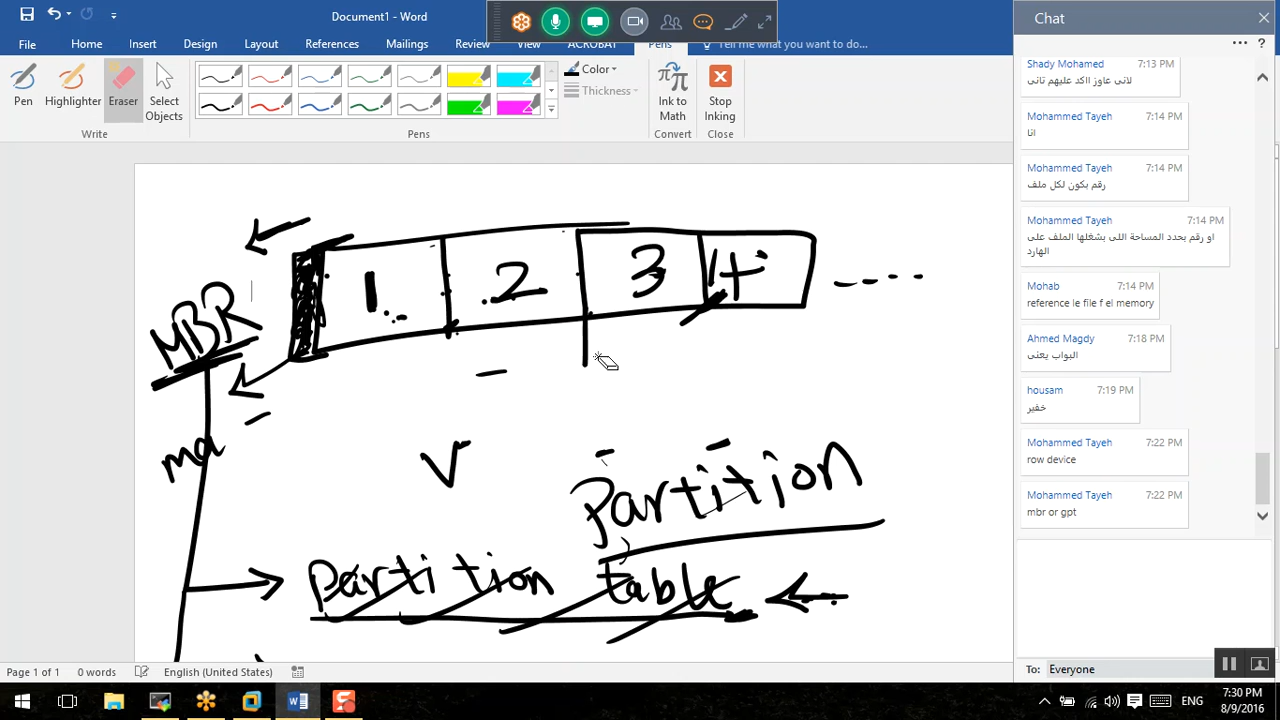 Document1 - Word
File
Home
Insert
Design
Layout
References
Mailings
Review
View
ACROBAT
Pens
Tell me what you want to do...
Pen
Highlighter
Eraser
Select Objects
Color
Thickness
Ink to Math
Stop Inking
Write
Pens
Convert
Close
1
2
3
4
MBR
ma
V
Partition
Partition table
Chat
Shady Mohamed 7:13 PM
لانى عاوز ااكد عليهم تانى
Mohammed Tayeh 7:14 PM
انا
Mohammed Tayeh 7:14 PM
رقم بكون لكل ملف
Mohammed Tayeh 7:14 PM
او رقم بحدد المساحة اللى بشغلها الملف على
الهارد
Mohab 7:14 PM
reference le file f el memory
Ahmed Magdy 7:18 PM
البواب يعنى
housam 7:19 PM
خفير
Mohammed Tayeh 7:22 PM
row device
Mohammed Tayeh 7:22 PM
mbr or gpt
To: Everyone
Page 1 of 1 0 words English (United States)
ENG
7:30 PM
8/9/2016